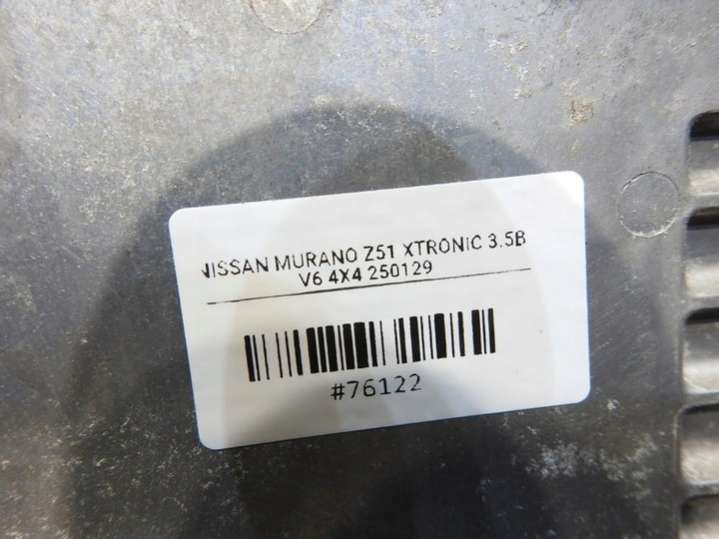 NISSAN MURANO Z51 XTRONIC 3.5B
V6 4X4 250129
#76122